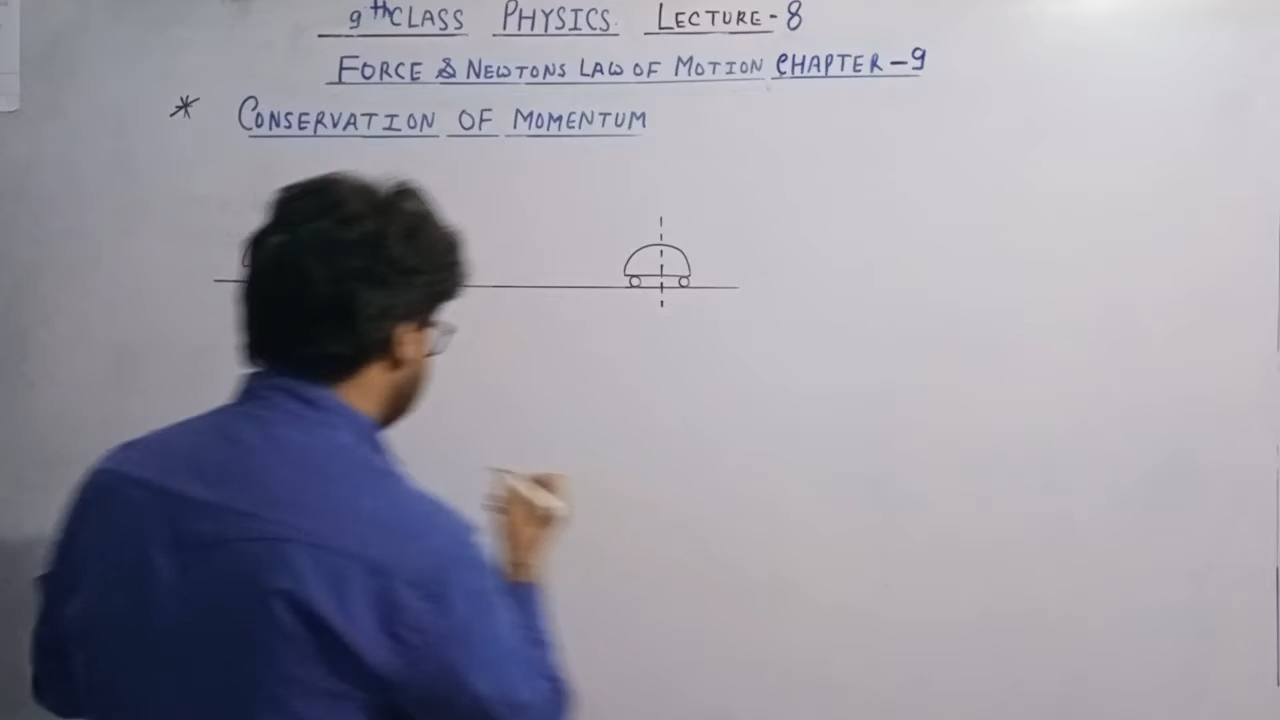 9th CLASS PHYSICS. LECTURE - 8
FORCE & NEWTONS LAW OF MOTION CHAPTER - 9
* CONSERVATION OF MOMENTUM